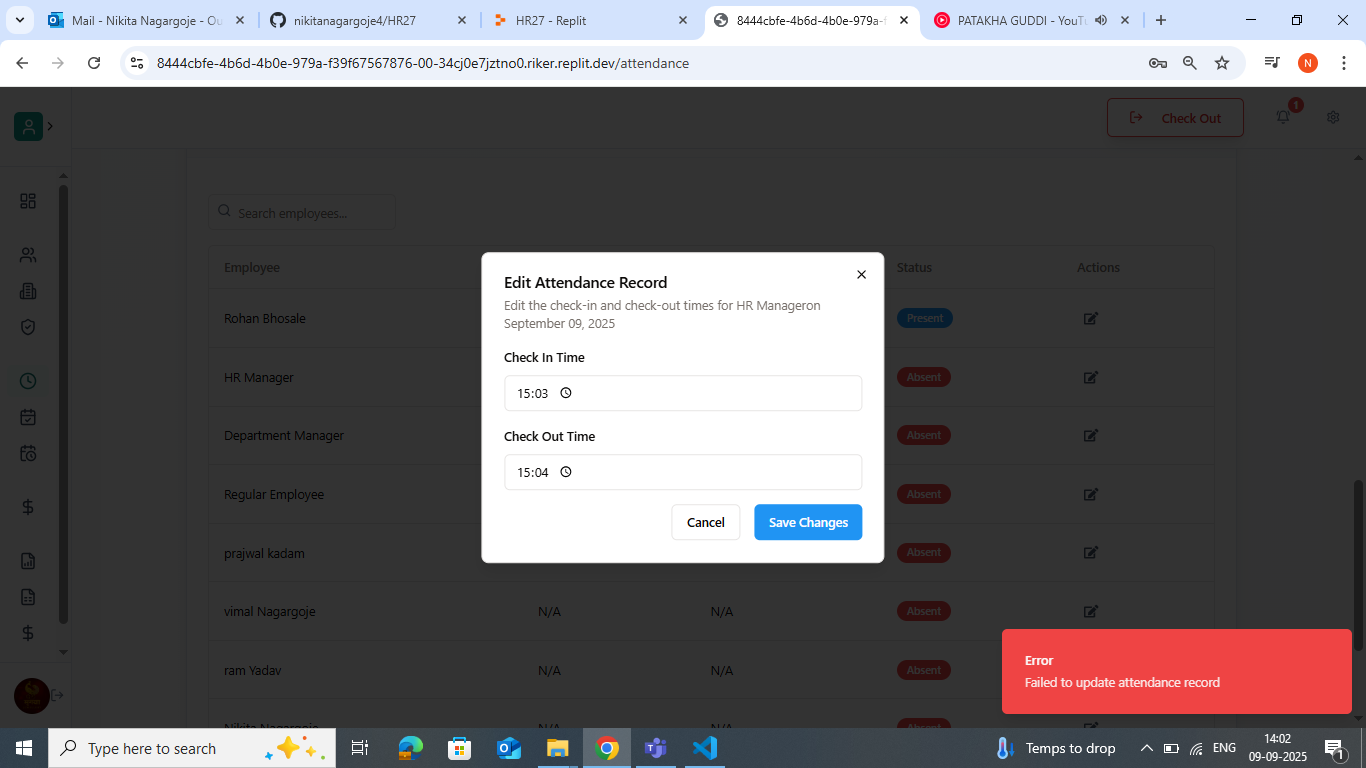 Mail - Nikita Nagargoje - Ou
nikitanagargoje4/HR27
HR27 - Replit
8444cbfe-4b6d-4b0e-979a-f
PATAKHA GUDDI - YouTu
8444cbfe-4b6d-4b0e-979a-f39f67567876-00-34cj0e7jztno0.riker.replit.dev/attendance
N
Check Out
1
Search employees...
Employee
Status
Actions
Rohan Bhosale
Present
HR Manager
Absent
Department Manager
Absent
Regular Employee
Absent
prajwal kadam
Absent
vimal Nagargoje
N/A
N/A
Absent
ram Yadav
N/A
N/A
Absent
Nikita Nagargoje
N/A
N/A
Absent
Edit Attendance Record
Edit the check-in and check-out times for HR Manageron
September 09, 2025
Check In Time
15:03
Check Out Time
15:04
Cancel
Save Changes
Error
Failed to update attendance record
Type here to search
Temps to drop
ENG
14:02
09-09-2025
1